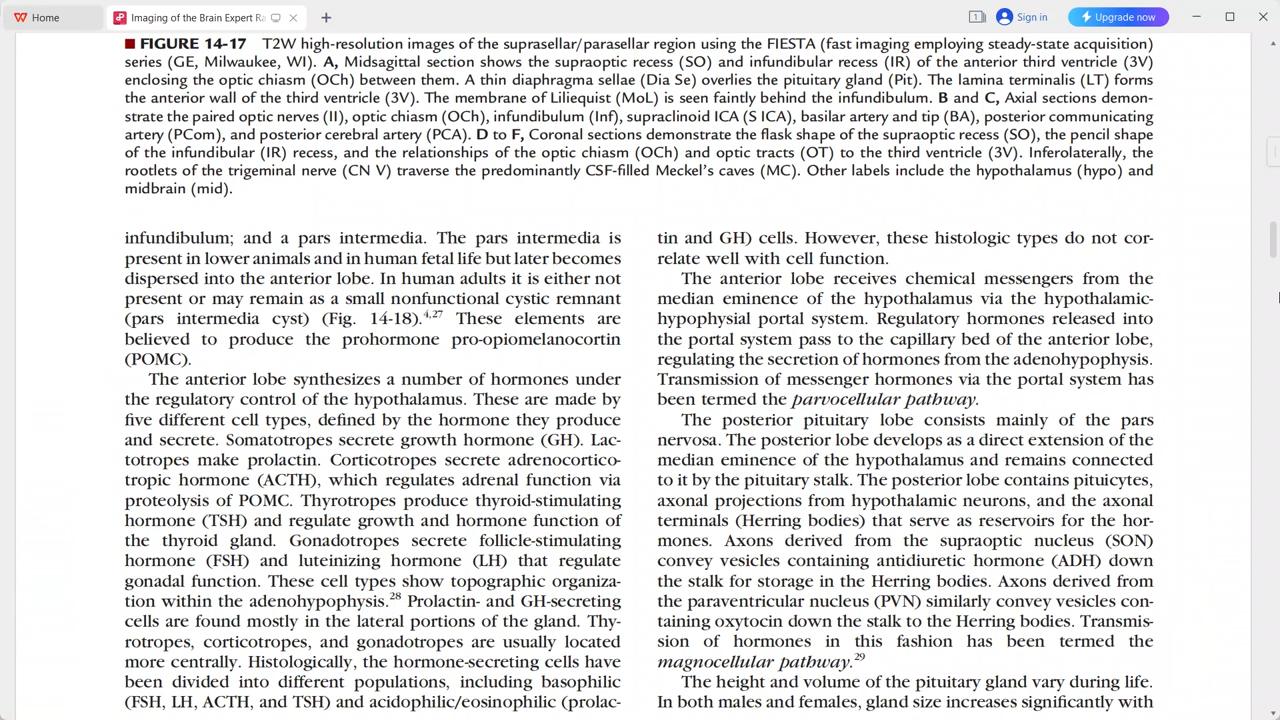 Home
Imaging of the Brain Expert Ra
Sign in
Upgrade now
FIGURE 14-17 T2W high-resolution images of the suprasellar/parasellar region using the FIESTA (fast imaging employing steady-state acquisition)
series (GE, Milwaukee, WI). A, Midsagittal section shows the supraoptic recess (SO) and infundibular recess (IR) of the anterior third ventricle (3V)
enclosing the optic chiasm (OCh) between them. A thin diaphragma sellae (Dia Se) overlies the pituitary gland (Pit). The lamina terminalis (LT) forms
the anterior wall of the third ventricle (3V). The membrane of Liliequist (MoL) is seen faintly behind the infundibulum. B and C, Axial sections demon-
strate the paired optic nerves (II), optic chiasm (OCh), infundibulum (Inf), supraclinoid ICA (S ICA), basilar artery and tip (BA), posterior communicating
artery (PCom), and posterior cerebral artery (PCA). D to F, Coronal sections demonstrate the flask shape of the supraoptic recess (SO), the pencil shape
of the infundibular (IR) recess, and the relationships of the optic chiasm (OCh) and optic tracts (OT) to the third ventricle (3V). Inferolaterally, the
rootlets of the trigeminal nerve (CN V) traverse the predominantly CSF-filled Meckel's caves (MC). Other labels include the hypothalamus (hypo) and
midbrain (mid).
infundibulum; and a pars intermedia. The pars intermedia is
present in lower animals and in human fetal life but later becomes
dispersed into the anterior lobe. In human adults it is either not
present or may remain as a small nonfunctional cystic remnant
(pars intermedia cyst) (Fig. 14-18).4,27 These elements are
believed to produce the prohormone pro-opiomelanocortin
(POMC).
The anterior lobe synthesizes a number of hormones under
the regulatory control of the hypothalamus. These are made by
five different cell types, defined by the hormone they produce
and secrete. Somatotropes secrete growth hormone (GH). Lac-
totropes make prolactin. Corticotropes secrete adrenocortico-
tropic hormone (ACTH), which regulates adrenal function via
proteolysis of POMC. Thyrotropes produce thyroid-stimulating
hormone (TSH) and regulate growth and hormone function of
the thyroid gland. Gonadotropes secrete follicle-stimulating
hormone (FSH) and luteinizing hormone (LH) that regulate
gonadal function. These cell types show topographic organiza-
tion within the adenohypophysis.28 Prolactin- and GH-secreting
cells are found mostly in the lateral portions of the gland. Thy-
rotropes, corticotropes, and gonadotropes are usually located
more centrally. Histologically, the hormone-secreting cells have
been divided into different populations, including basophilic
(FSH, LH, ACTH, and TSH) and acidophilic/eosinophilic (prolac-
tin and GH) cells. However, these histologic types do not cor-
relate well with cell function.
The anterior lobe receives chemical messengers from the
median eminence of the hypothalamus via the hypothalamic-
hypophysial portal system. Regulatory hormones released into
the portal system pass to the capillary bed of the anterior lobe,
regulating the secretion of hormones from the adenohypophysis.
Transmission of messenger hormones via the portal system has
been termed the parvocellular pathway.
The posterior pituitary lobe consists mainly of the pars
nervosa. The posterior lobe develops as a direct extension of the
median eminence of the hypothalamus and remains connected
to it by the pituitary stalk. The posterior lobe contains pituicytes,
axonal projections from hypothalamic neurons, and the axonal
terminals (Herring bodies) that serve as reservoirs for the hor-
mones. Axons derived from the supraoptic nucleus (SON)
convey vesicles containing antidiuretic hormone (ADH) down
the stalk for storage in the Herring bodies. Axons derived from
the paraventricular nucleus (PVN) similarly convey vesicles con-
taining oxytocin down the stalk to the Herring bodies. Transmis-
sion of hormones in this fashion has been termed the
magnocellular pathway.29
The height and volume of the pituitary gland vary during life.
In both males and females, gland size increases significantly with